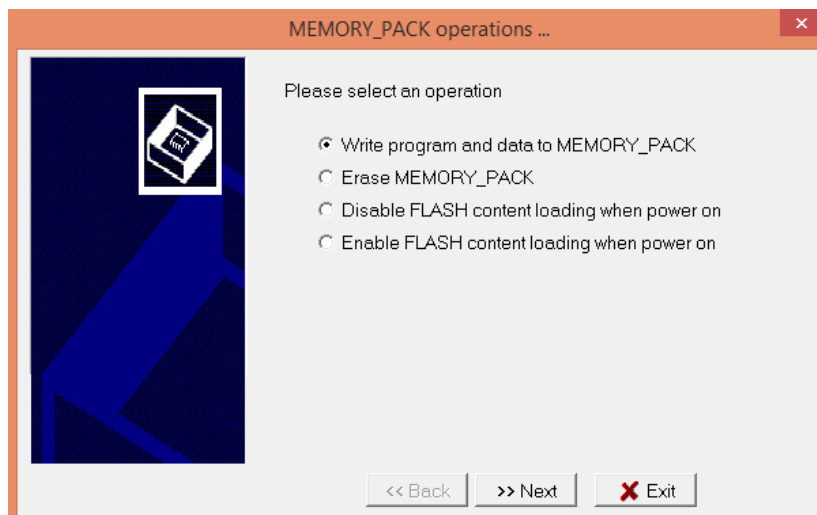 MEMORY_PACK operations ...
Please select an operation
Write program and data to MEMORY_PACK
Erase MEMORY_PACK
Disable FLASH content loading when power on
Enable FLASH content loading when power on
<< Back >> Next Exit